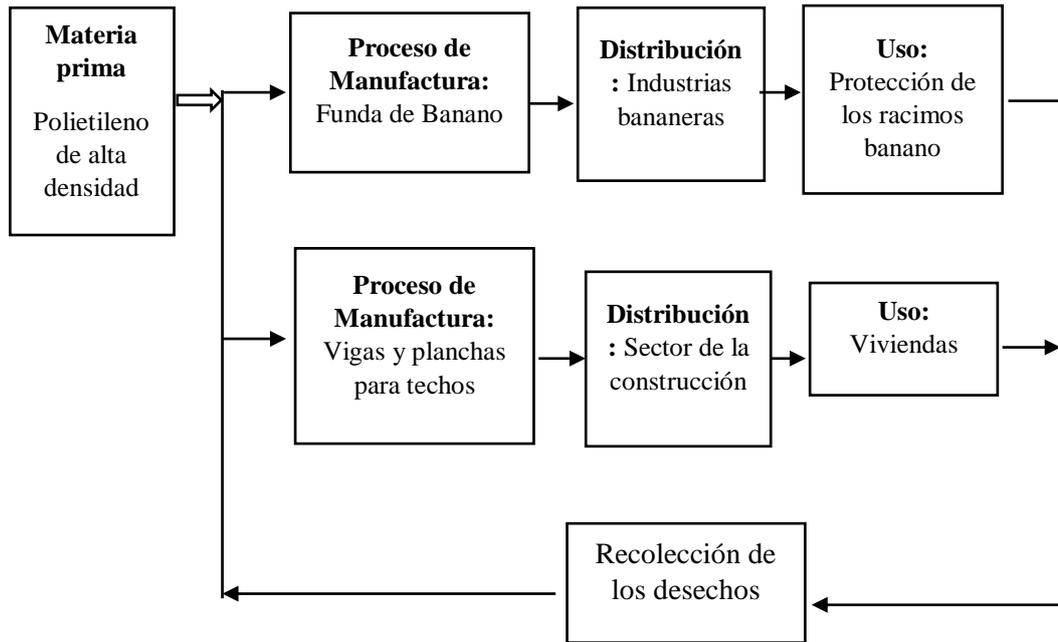 Materia
prima
Polietileno
de alta
densidad
Proceso de
Manufactura:
Funda de Banano
Distribución
: Industrias
bananeras
Uso:
Protección de
los racimos
banano
Proceso de
Manufactura:
Vigas y planchas
para techos
Distribución
: Sector de la
construcción
Uso:
Viviendas
Recolección de
los desechos